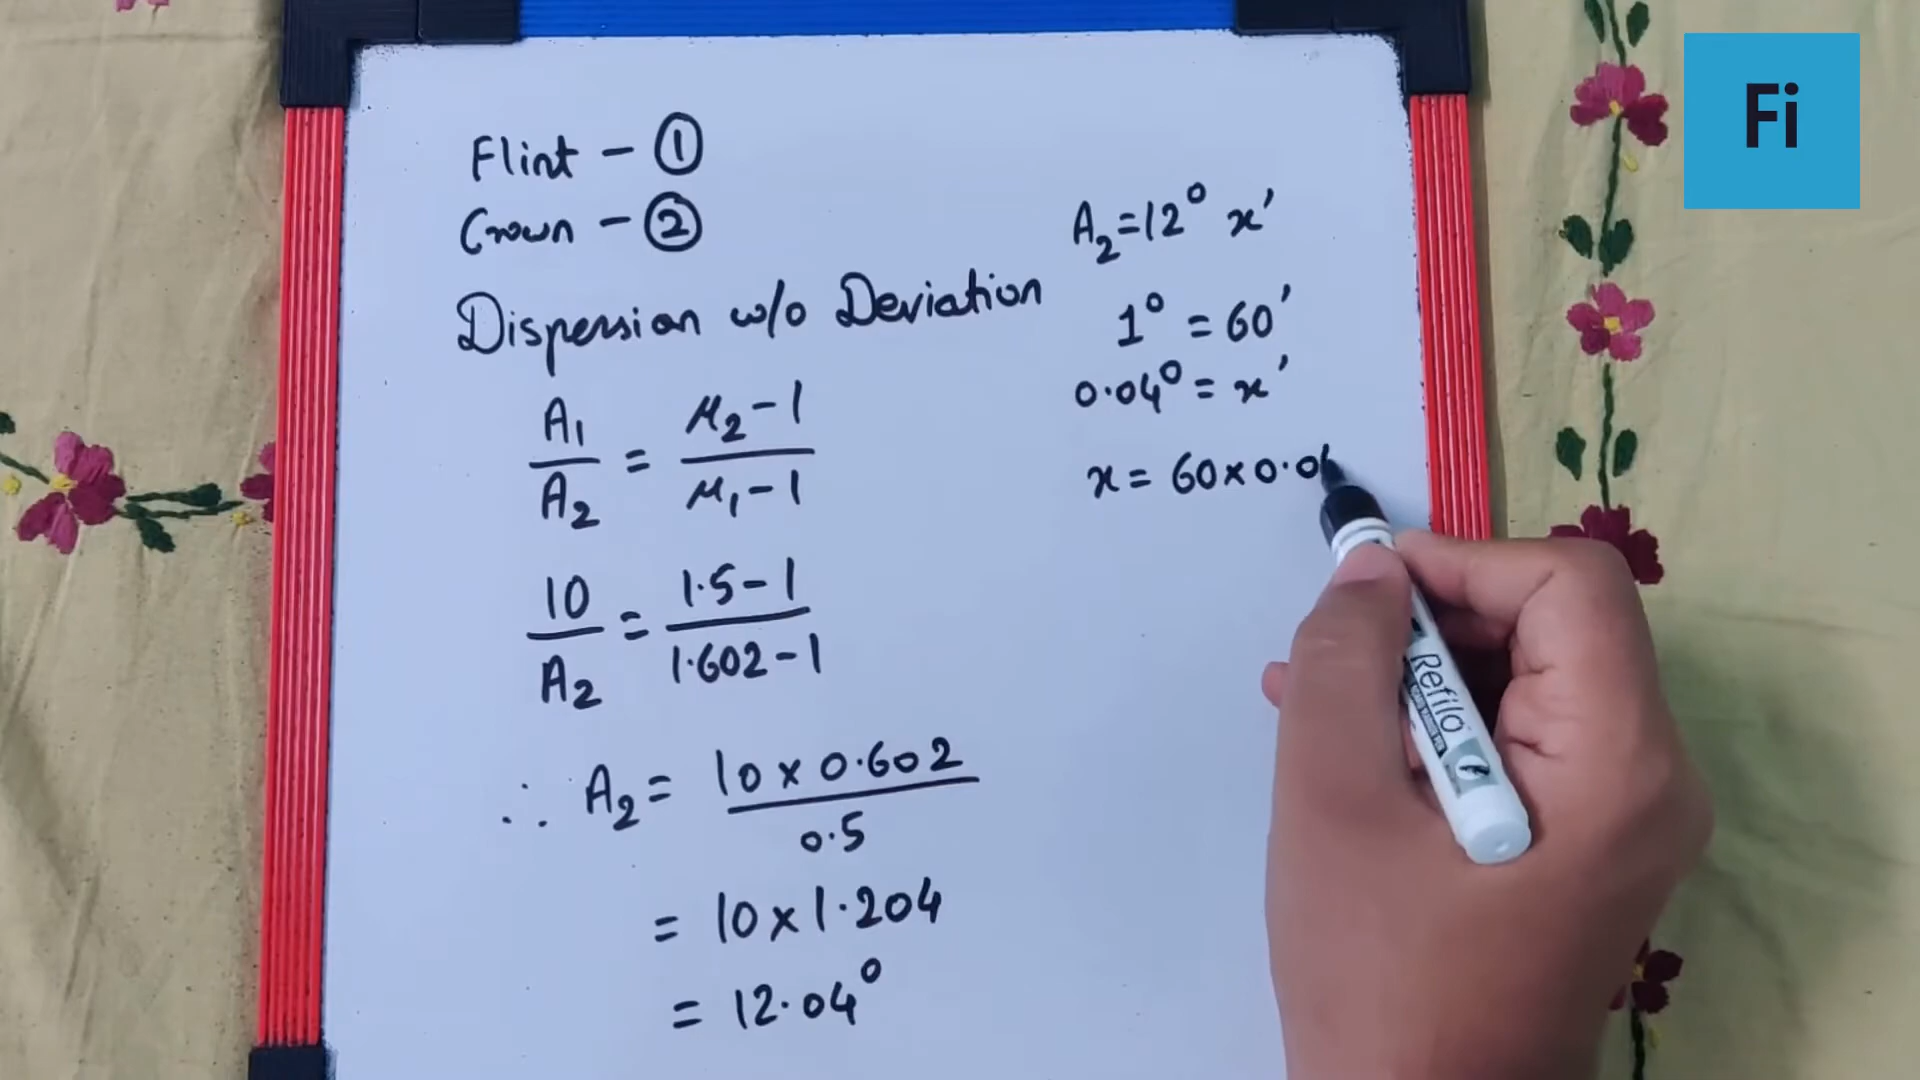 Flint - ①
Crown - ②
Dispersion w/o Deviation
A₁/A₂ = μ₂-1/μ₁-1
10/A₂ = 1.5-1/1.602-1
∴ A₂ = 10 x 0.602/0.5
= 10 x 1.204
= 12.04°
A₂=12° x'
1° = 60'
0.04° = x'
x = 60 x 0.0
Refilo
Fi